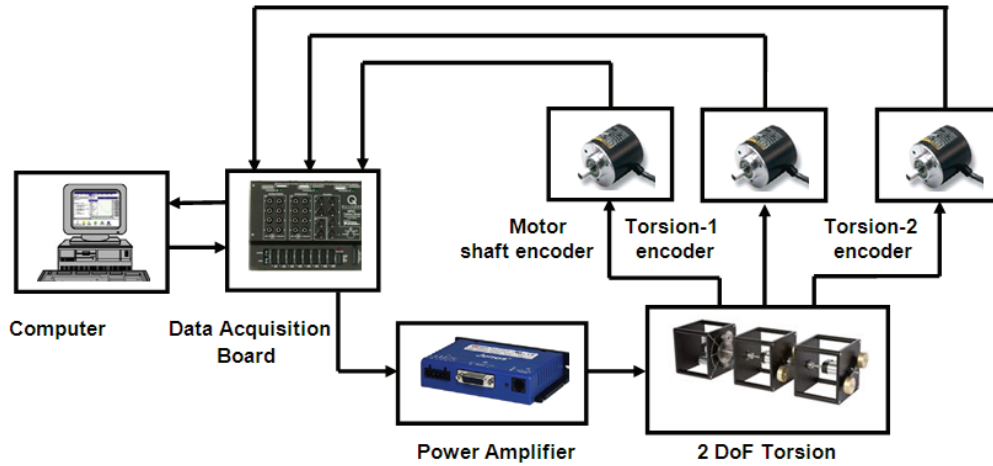 Motor
shaft encoder
Torsion-1
encoder
Torsion-2
encoder
Computer
Data Acquisition
Board
Power Amplifier
2 DoF Torsion